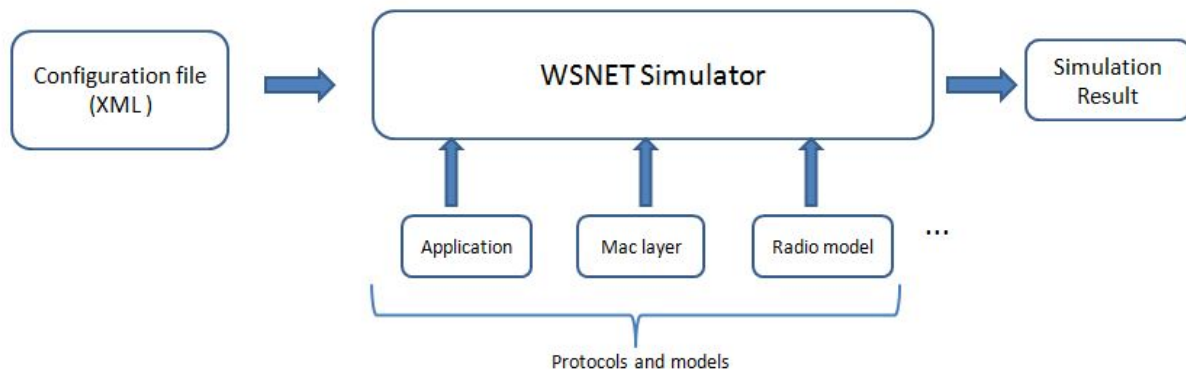 Configuration file
(XML )
WSNET Simulator
Simulation
Result
Application
Mac layer
Radio model
...
Protocols and models